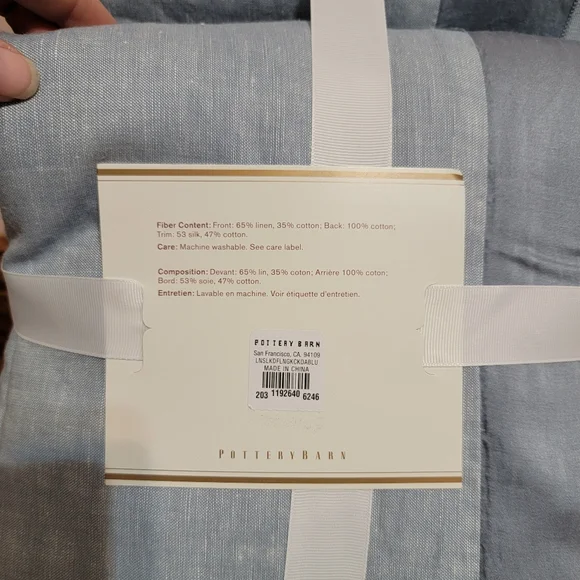 Fiber Content: Front: 65% linen, 35% cotton; Back: 100% cotton;
Trim: 53 silk, 47% cotton.
Care: Machine washable. See care label.
Composition: Devant: 65% lin, 35% coton; Arrière 100% coton;
Bord: 53% soie, 47% cotton.
Entretien: Lavable en machine. Voir étiquette d'entretien.
POTTERY BARN
San Francisco, CA. 94109
LNSLKDFLNGKCKDABLU
MADE IN CHINA
203 1192640 6246
POTTERYBARN